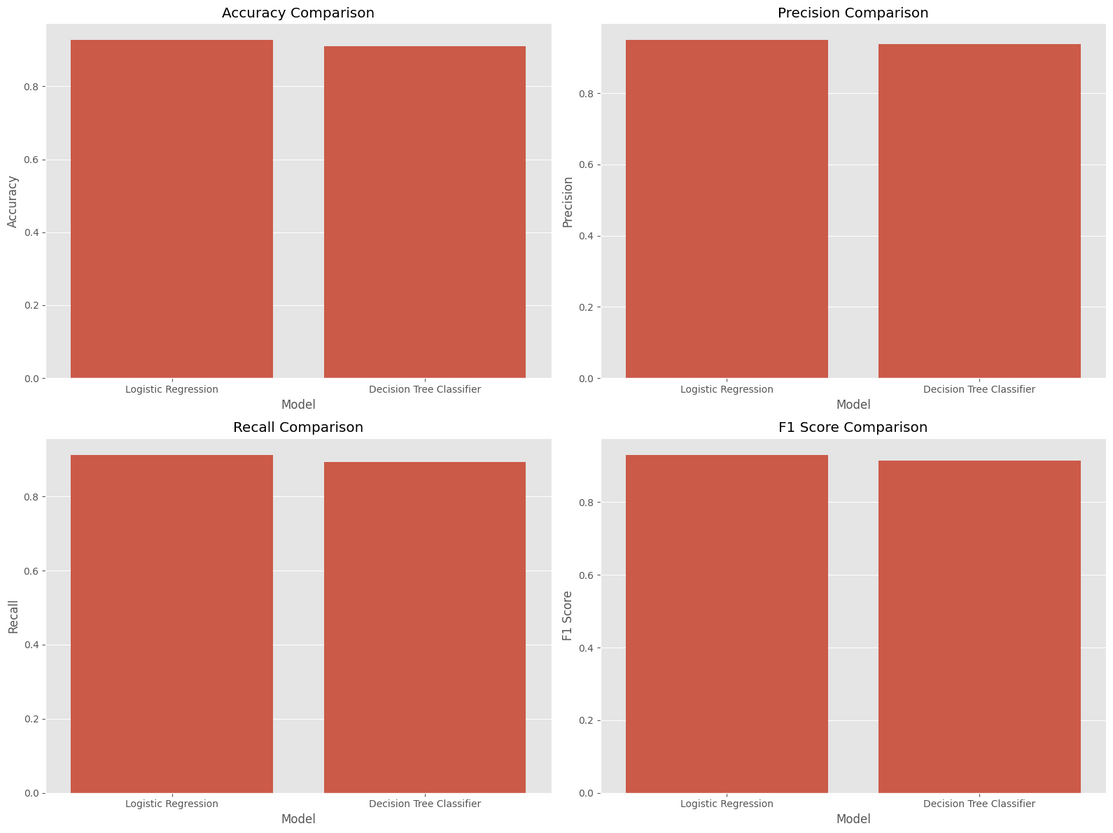 Accuracy Comparison
Accuracy
0.8
0.6
0.4
0.2
0.0
Logistic Regression
Decision Tree Classifier
Model
Precision Comparison
Precision
0.8
0.6
0.4
0.2
0.0
Logistic Regression
Decision Tree Classifier
Model
Recall Comparison
Recall
0.8
0.6
0.4
0.2
0.0
Logistic Regression
Decision Tree Classifier
Model
F1 Score Comparison
F1 Score
0.8
0.6
0.4
0.2
0.0
Logistic Regression
Decision Tree Classifier
Model